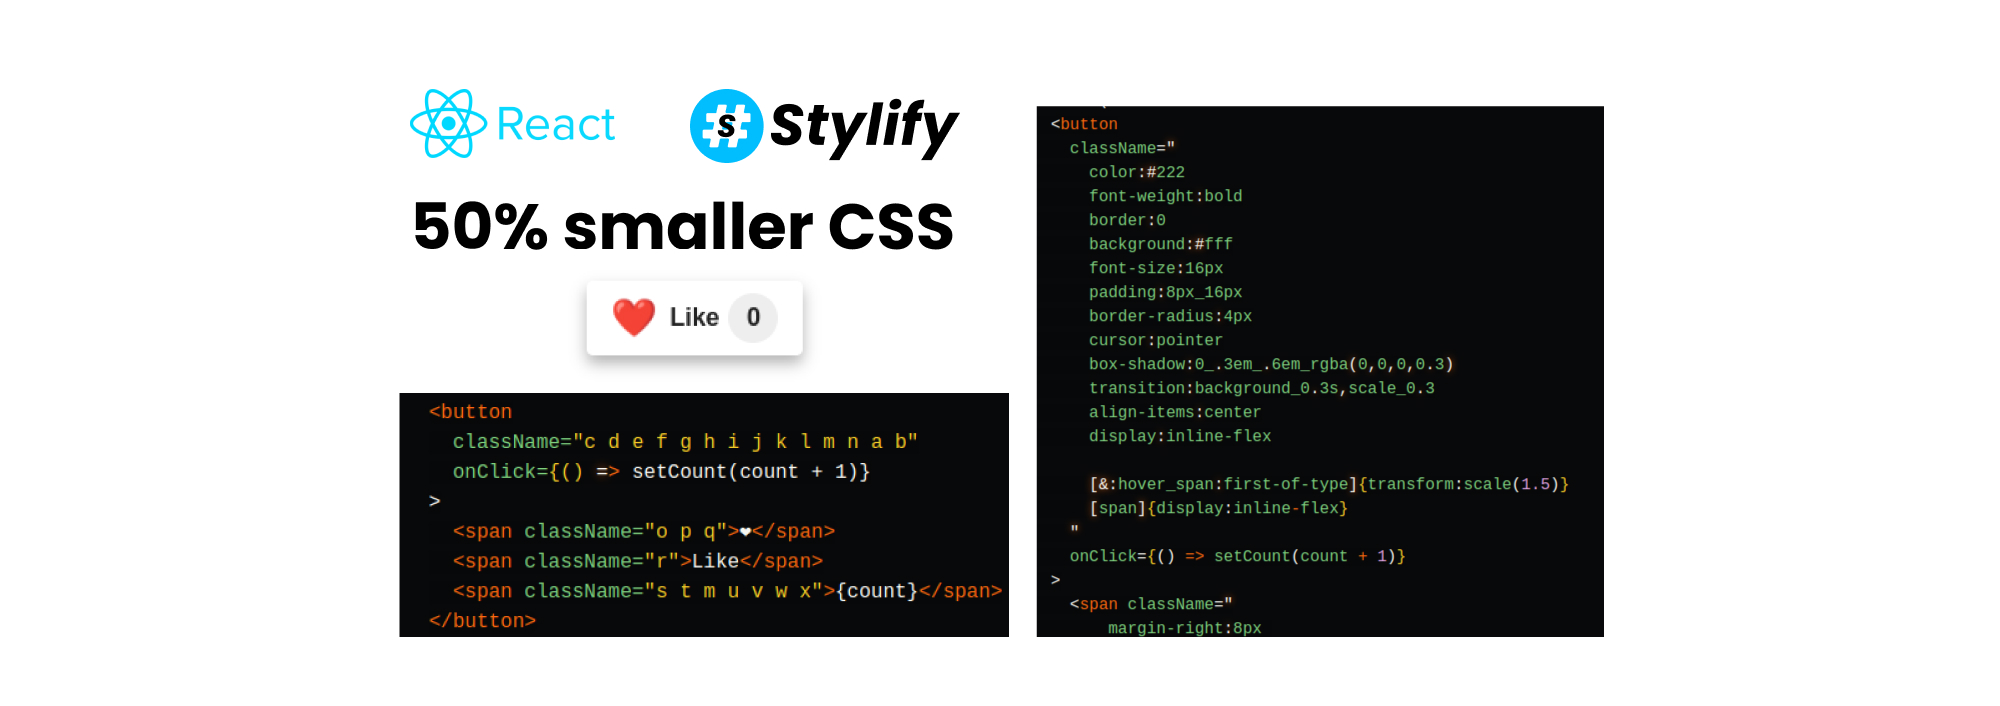 React
Stylify
50% smaller CSS
❤️ Like 0
<button
className="c d e f g h i j k l m n a b"
onClick={() => setCount(count + 1)}
>
<span className="o p q">❤</span>
<span className="r">Like</span>
<span className="s t m u v w x">{count}</span>
</button>
<button
className="
color:#222
font-weight:bold
border:0
background:#fff
font-size:16px
padding:8px_16px
border-radius:4px
cursor:pointer
box-shadow:0_.3em_.6em_rgba(0,0,0,0.3)
transition:background_0.3s,scale_0.3
align-items:center
display:inline-flex
[&:hover_span:first-of-type]{transform:scale(1.5)}
[span]{display:inline-flex}
"
onClick={() => setCount(count + 1)}
>
<span className="
margin-right:8px